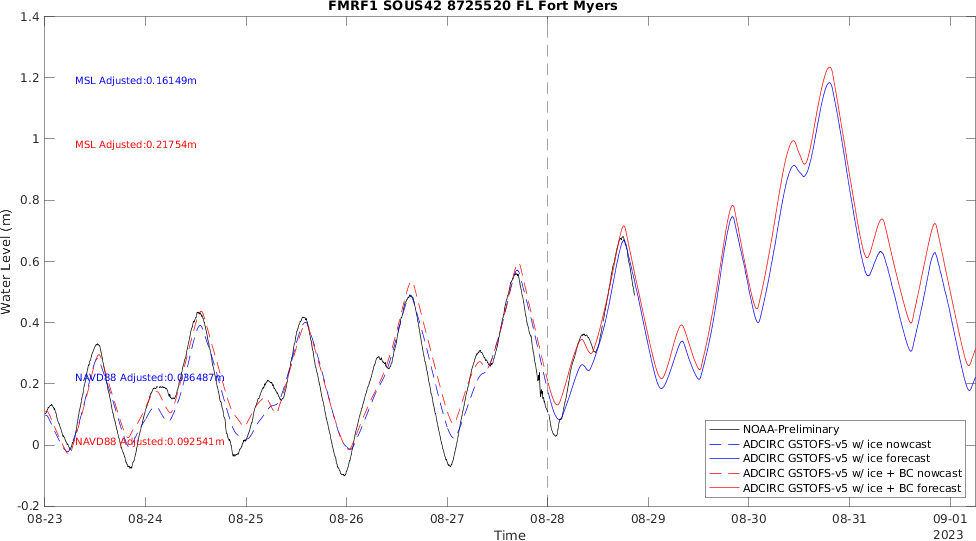 FMRF1 SOUS42 8725520 FL Fort Myers
1.4
1.2
1
0.8
0.6
0.4
0.2
0
-0.2
Water Level (m)
MSL Adjusted:0.16149m
MSL Adjusted:0.21754m
NAVD88 Adjusted:0.036487m
NAVD88 Adjusted:0.092541m
NOAA-Preliminary
ADCIRC GSTOFS-v5 w/ ice nowcast
ADCIRC GSTOFS-v5 w/ ice forecast
ADCIRC GSTOFS-v5 w/ ice + BC nowcast
ADCIRC GSTOFS-v5 w/ ice + BC forecast
08-23 08-24 08-25 08-26 08-27 08-28 08-29 08-30 08-31 09-01
2023
Time